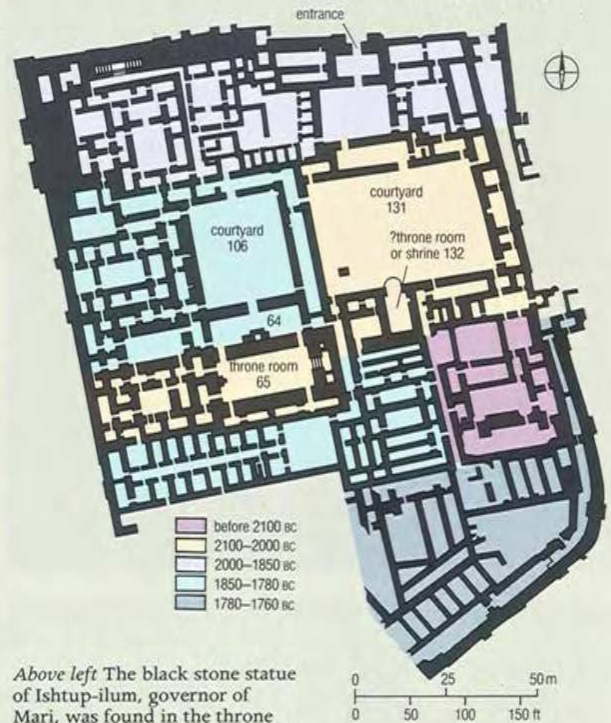 entrance
courtyard
131
courtyard
106
?throne room
or shrine 132
64
throne room
65
before 2100 BC
2100–2000 BC
2000–1850 BC
1850–1780 BC
1780–1760 BC
Above left The black stone statue
of Ishtup-ilum, governor of
Mari, was found in the throne
0 25 50 m
0 50 100 150 ft